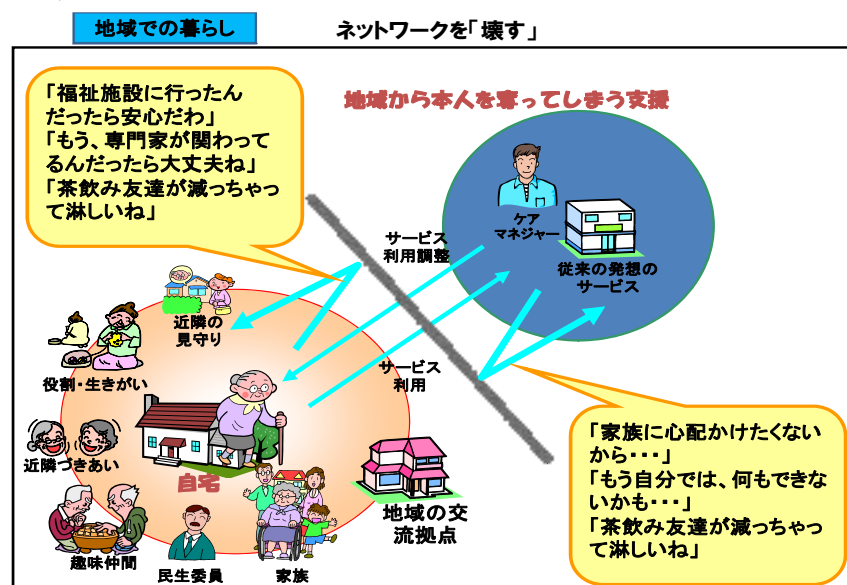 地域での暮らし
ネットワークを「壊す」
「福祉施設に行ったん
だったら安心だわ」
「もう、専門家が関わって
るんだったら大丈夫ね」
「茶飲み友達が減っちゃっ
て淋しいね」
地域から本人を奪ってしまう支援
ケア
マネジャー
従来の発想の
サービス
サービス
利用調整
近隣の
見守り
役割・生きがい
サービス
利用
近隣づきあい
自宅
地域の交
流拠点
趣味仲間
民生委員
家族
「家族に心配かけたくない
から・・・」
「もう自分では、何もできな
いかも・・・」
「茶飲み友達が減っちゃっ
て淋しいね」